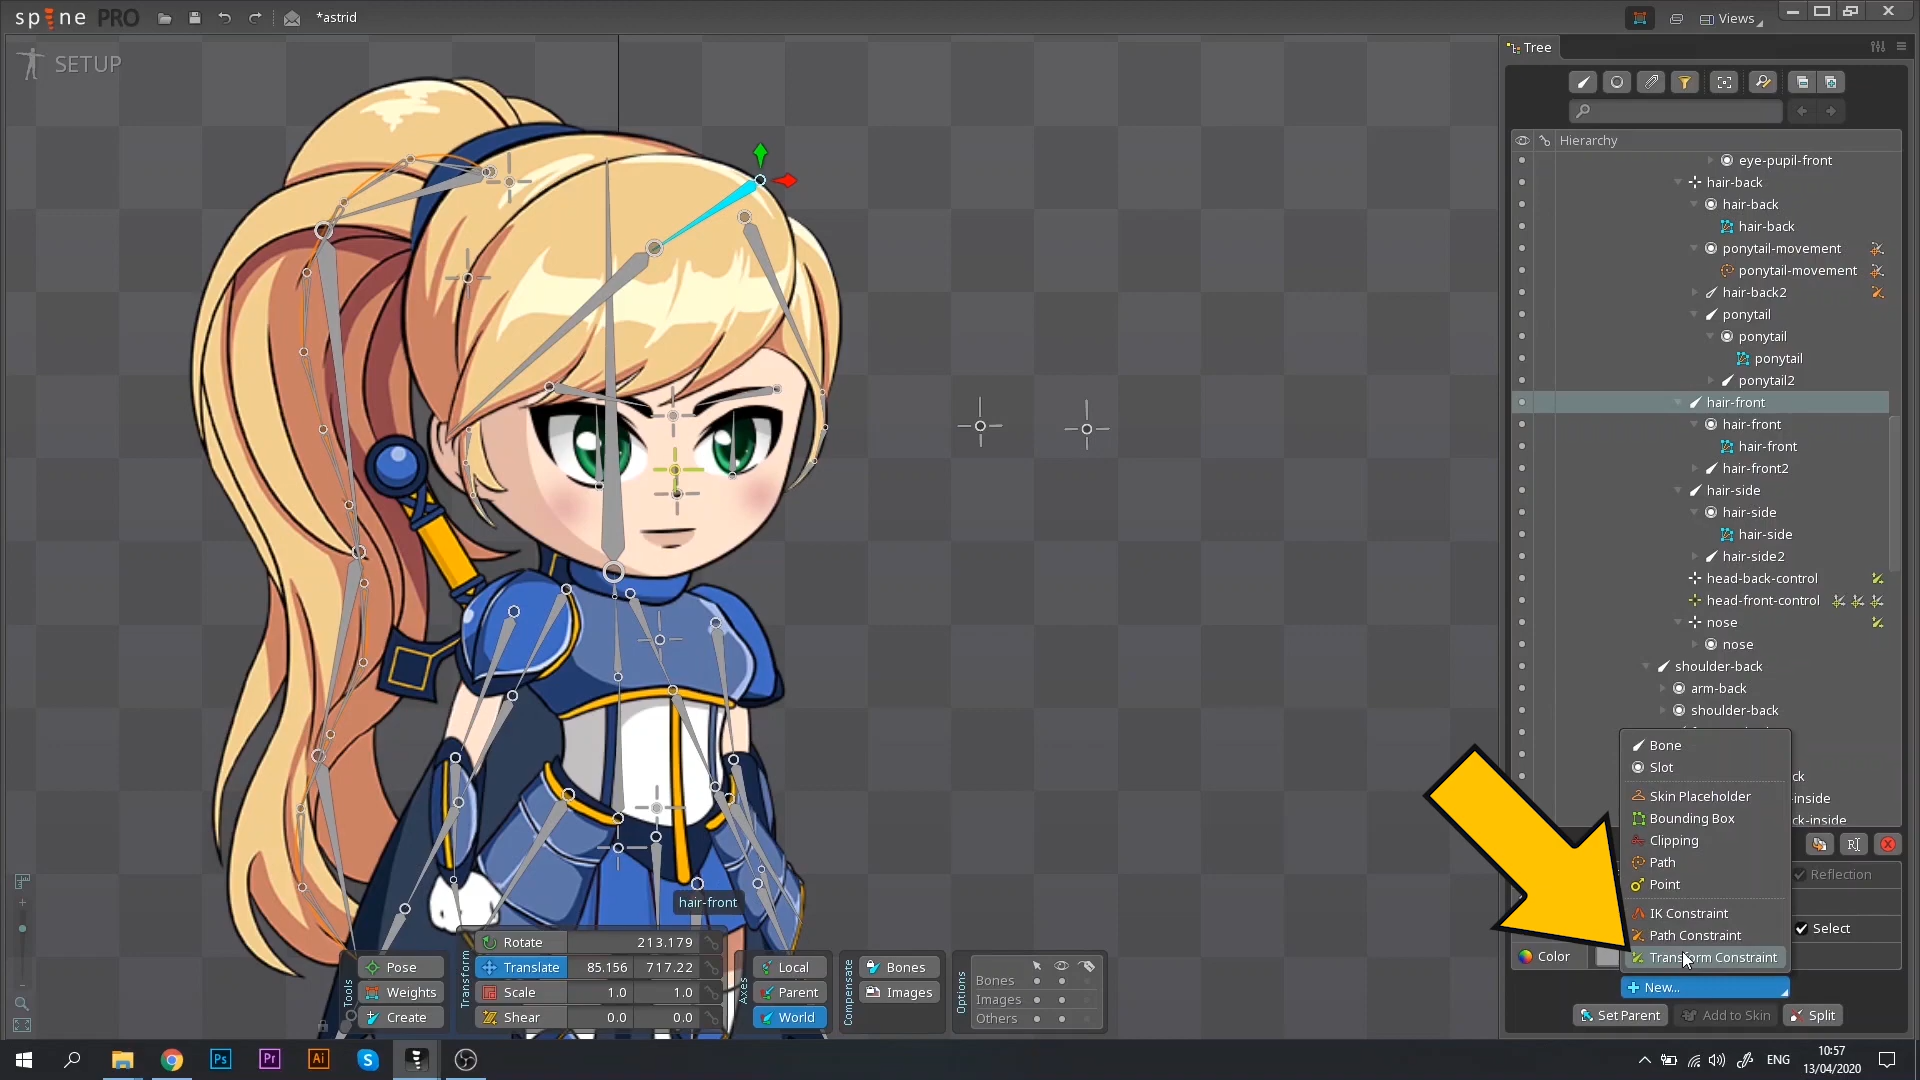 spine PRO
*astrid
Views
SETUP
Tree
Hierarchy
eye-pupil-front
hair-back
hair-back
hair-back
ponytail-movement
ponytail-movement
hair-back2
ponytail
ponytail
ponytail
ponytail2
hair-front
hair-front
hair-front
hair-front2
hair-side
hair-side
hair-side
hair-side2
head-back-control
head-front-control
nose
nose
shoulder-back
arm-back
shoulder-back
Bone
Slot
Skin Placeholder
Bounding Box
Clipping
Path
Point
IK Constraint
Path Constraint
Transform Constraint
New...
ck
-inside
ck-inside
Reflection
Select
Color
Set Parent
Add to Skin
Split
hair-front
Tools
Pose
Weights
Create
Transform
Rotate 213.179
Translate 85.156 717.22
Scale 1.0 1.0
Shear 0.0 0.0
Axes
Local
Parent
World
Compensate
Bones
Images
Options
Bones
Images
Others
Ps
Pr
Ai
S
ENG
10:57
13/04/2020